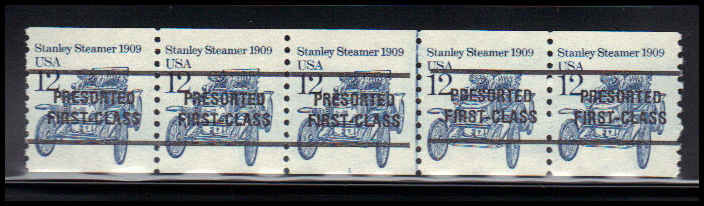 Stanley Steamer 1909 Stanley Steamer 1909 Stanley Steamer 1909 Stanley Steamer 1909 Stanley Steamer 1909
USA USA USA USA USA
12 12 12 12 12
PRESORTED PRESORTED PRESORTED PRESORTED PRESORTED
FIRST-CLASS FIRST-CLASS FIRST-CLASS FIRST-CLASS FIRST-CLASS